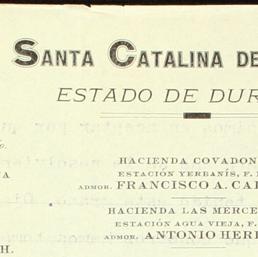 SANTA CATALINA DE
ESTADO DE DUR
HACIENDA COVADON
ESTACIÓN YERBANÍS, F.
ADMOR. FRANCISCO A. CA
HACIENDA LAS MERCE
ESTACIÓN AGUA VIEJA, F.
ADMOR. ANTONIO HER
H.